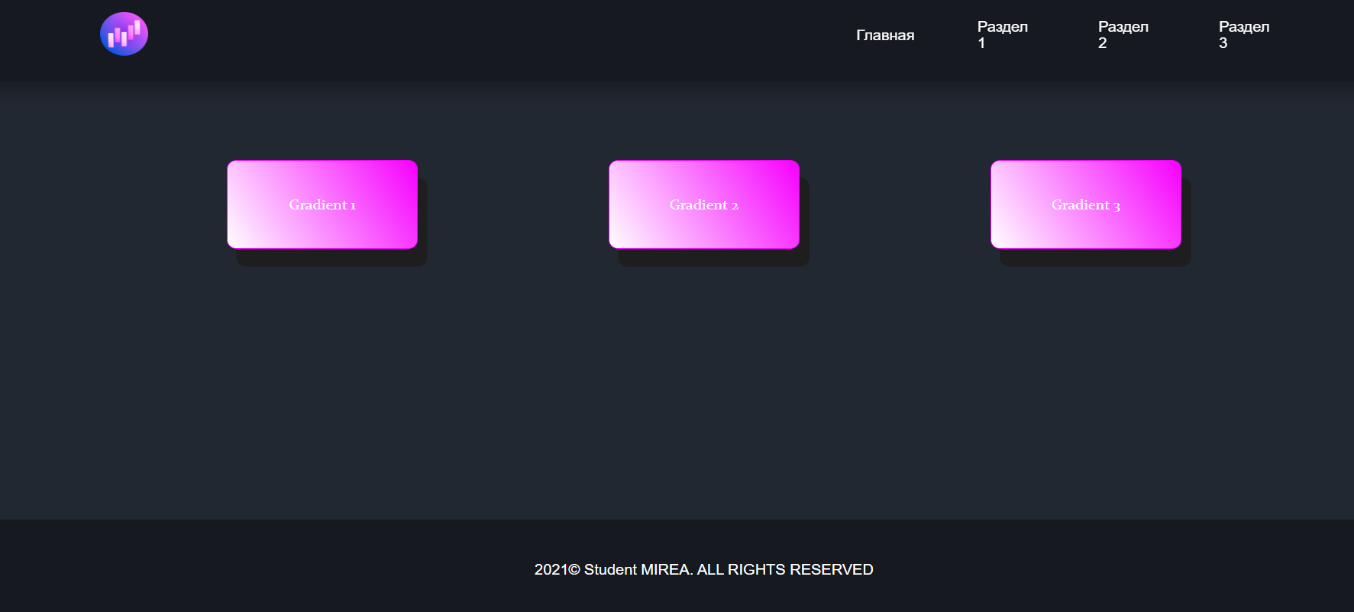 Главная
Раздел
1
Раздел
2
Раздел
3
Gradient 1
Gradient 2
Gradient 3
2021© Student MIREA. ALL RIGHTS RESERVED